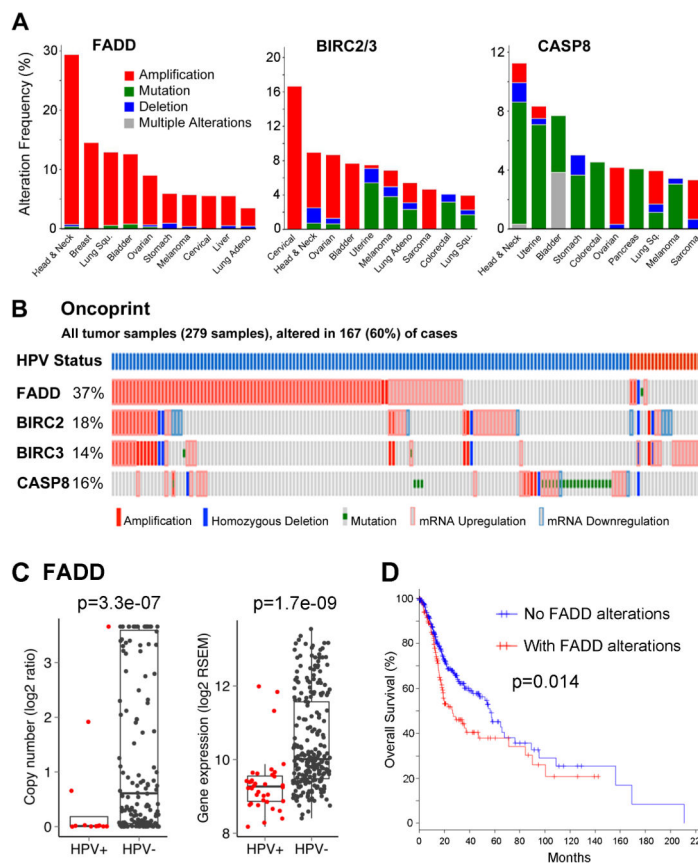 A
FADD
BIRC2/3
CASP8
Alteration Frequency (%)
30
20
10
0
Amplification
Mutation
Deletion
Multiple Alterations
Head & Neck
Breast
Lung Squ
Bladder
Ovarian
Stomach
Melanoma
Cervical
Liver
Lung Adeno
20
16
12
8
4
0
Cervical
Head & Neck
Ovarian
Bladder
Uterine
Melanoma
Lung Adeno
Sarcoma
Colorectal
Lung Squ
12
8
4
0
Head & Neck
Uterine
Bladder
Stomach
Colorectal
Ovarian
Pancreas
Lung Sq
Melanoma
Sarcoma
B Oncoprint
All tumor samples (279 samples), altered in 167 (60%) of cases
HPV Status
FADD 37%
BIRC2 18%
BIRC3 14%
CASP8 16%
Amplification Homozygous Deletion Mutation mRNA Upregulation mRNA Downregulation
C FADD
p=3.3e-07
Copy number (log2 ratio)
3
2
1
0
HPV+ HPV-
p=1.7e-09
Gene expression (log2 RSEM)
12
10
8
HPV+ HPV-
D
Overall Survival (%)
100
90
80
60
40
20
0
No FADD alterations
With FADD alterations
p=0.014
0 20 40 60 80 100 120 140 160 180 200 22
Months